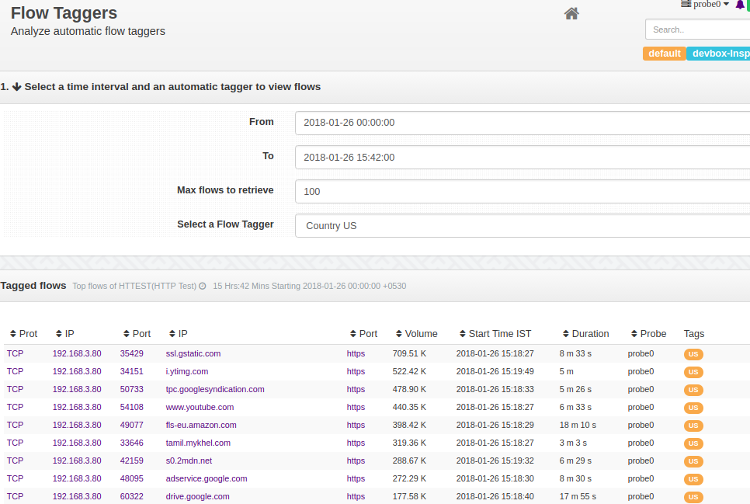 Flow Taggers
Analyze automatic flow taggers
probe0
Search..
default devbox-Insp
1. Select a time interval and an automatic tagger to view flows
From 2018-01-26 00:00:00
To 2018-01-26 15:42:00
Max flows to retrieve 100
Select a Flow Tagger Country US
Tagged flows Top flows of HTTEST(HTTP Test) 15 Hrs:42 Mins Starting 2018-01-26 00:00:00 +0530
Prot IP Port IP Port Volume Start Time IST Duration Probe Tags
TCP 192.168.3.80 35429 ssl.gstatic.com https 709.51 K 2018-01-26 15:18:27 8 m 33 s probe0 US
TCP 192.168.3.80 34151 i.ytimg.com https 522.42 K 2018-01-26 15:19:49 5 m probe0 US
TCP 192.168.3.80 50733 tpc.googlesyndication.com https 478.90 K 2018-01-26 15:18:33 5 m 26 s probe0 US
TCP 192.168.3.80 54108 www.youtube.com https 440.35 K 2018-01-26 15:18:27 6 m 33 s probe0 US
TCP 192.168.3.80 49077 fls-eu.amazon.com https 398.42 K 2018-01-26 15:18:29 18 m 10 s probe0 US
TCP 192.168.3.80 33646 tamil.mykhel.com https 319.36 K 2018-01-26 15:18:27 3 m 3 s probe0 US
TCP 192.168.3.80 42159 s0.2mdn.net https 288.67 K 2018-01-26 15:19:32 6 m 29 s probe0 US
TCP 192.168.3.80 48095 adservice.google.com https 272.29 K 2018-01-26 15:18:30 8 m 30 s probe0 US
TCP 192.168.3.80 60322 drive.google.com https 177.58 K 2018-01-26 15:18:40 17 m 55 s probe0 US